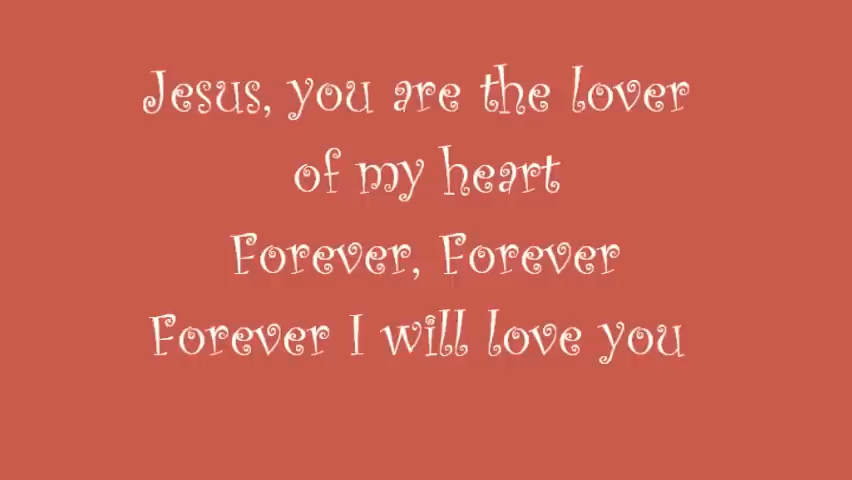 Jesus, you are the lover
of my heart
Forever, Forever
Forever I will love you